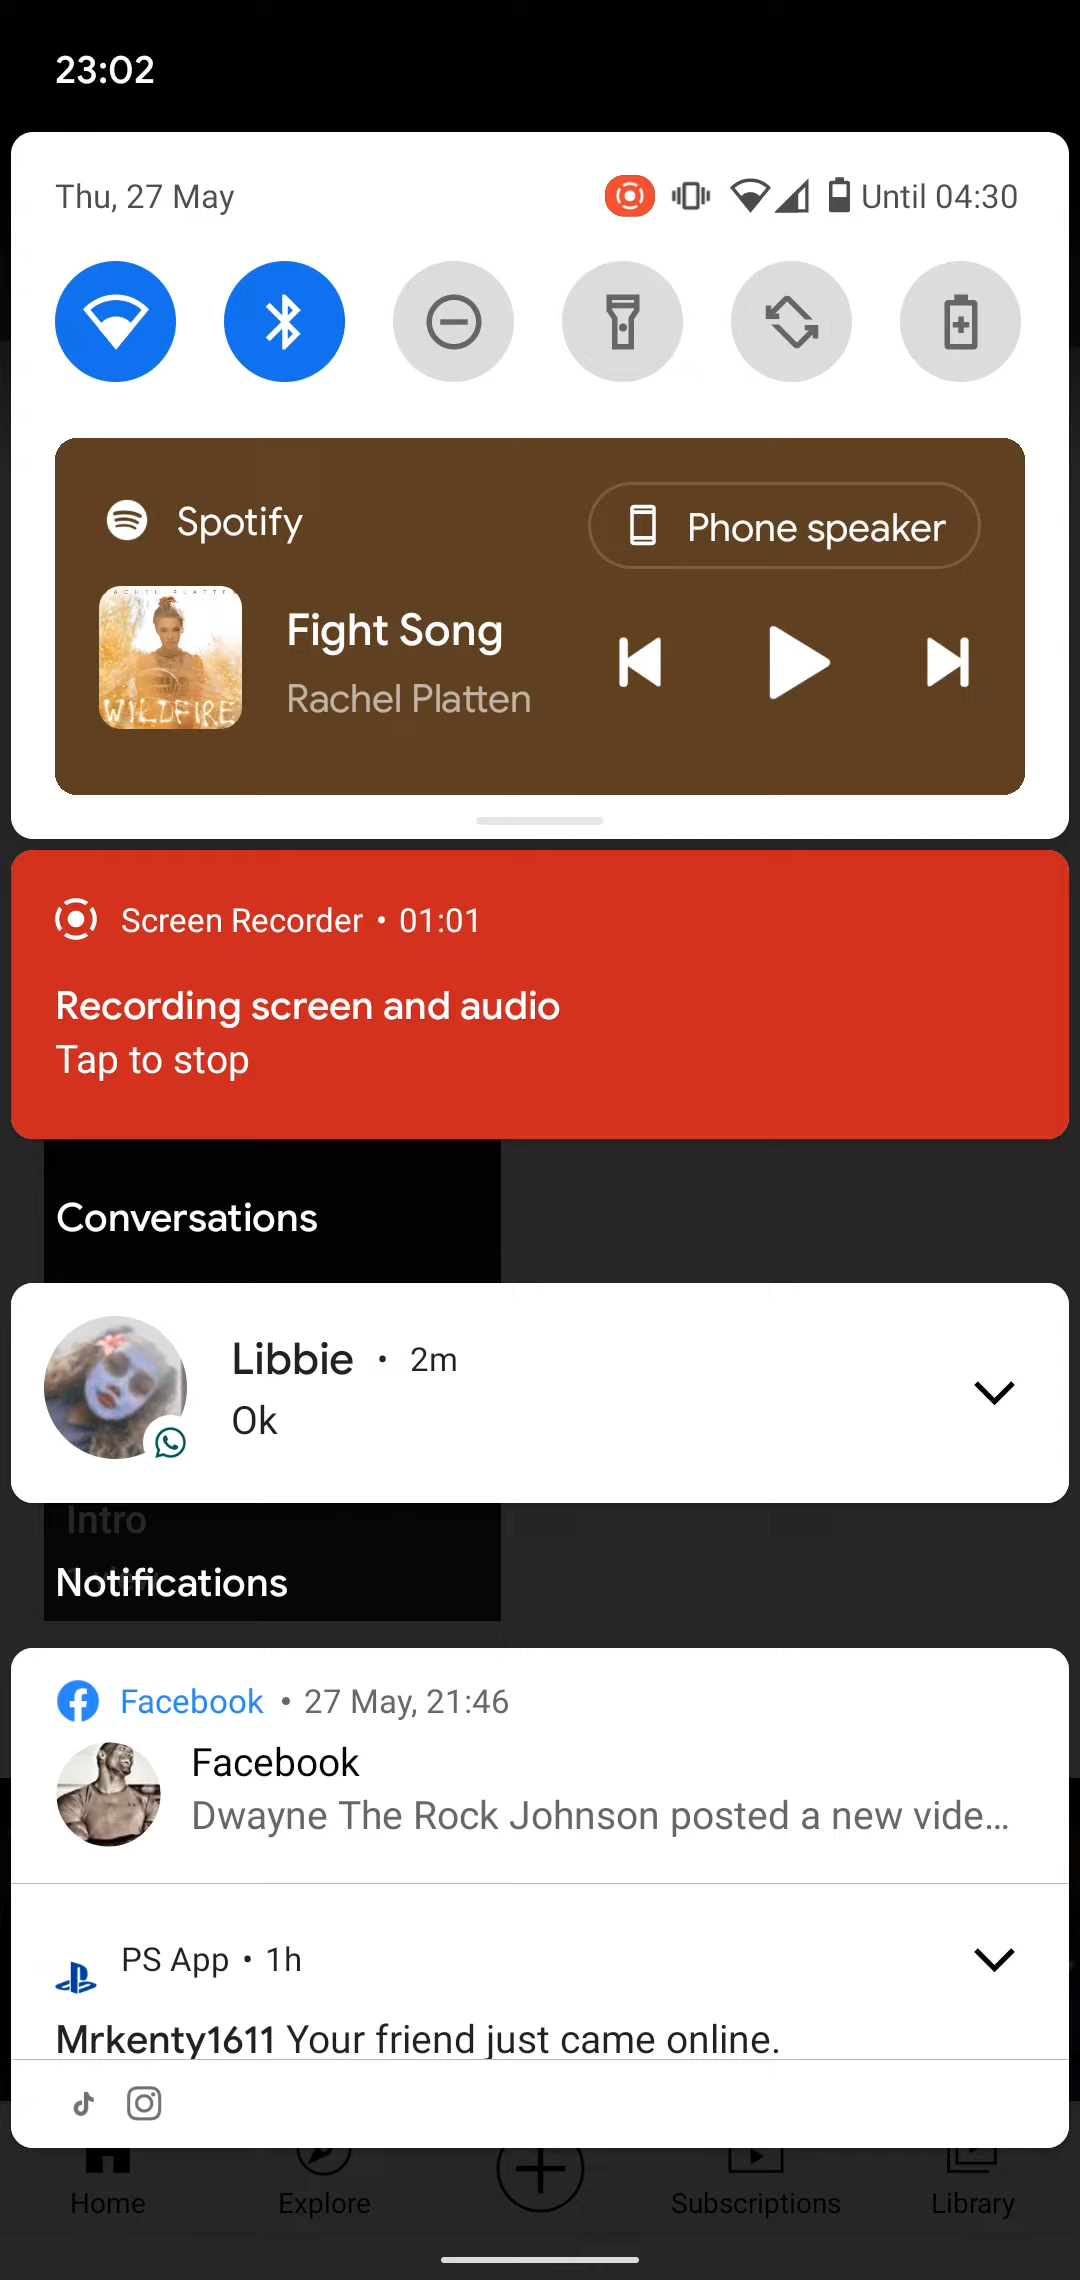 23:02
Thu, 27 May
Until 04:30
Spotify
Phone speaker
RACHEL PLATTEN
WILDFIRE
Fight Song
Rachel Platten
Screen Recorder • 01:01
Recording screen and audio
Tap to stop
Conversations
Libbie • 2m
Ok
Intro
Notifications
Facebook • 27 May, 21:46
Facebook
Dwayne The Rock Johnson posted a new vide...
PS App • 1h
Mrkenty1611 Your friend just came online.
Home
Explore
Subscriptions
Library